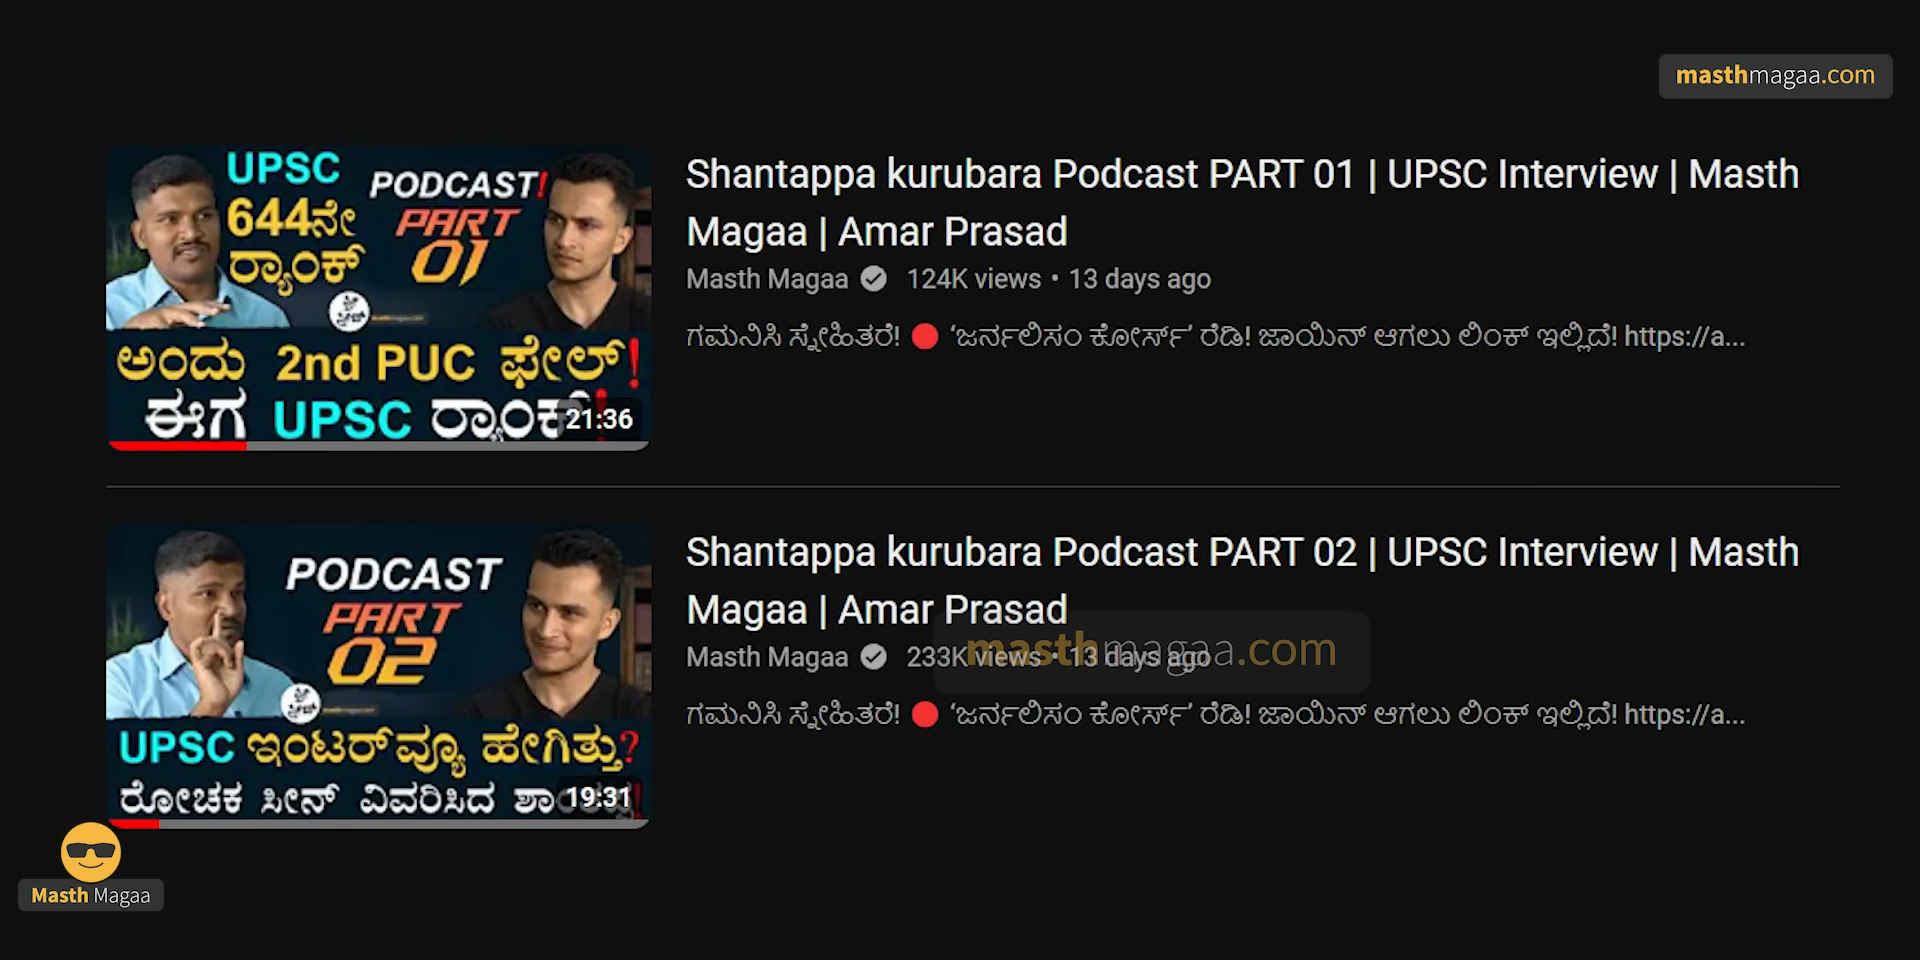 masthmagaa.com
UPSC
644ನೇ
ರ‍್ಯಾಂಕ್
PODCAST!
PART
01
ಅಂದು 2nd PUC ಫೇಲ್!
ಈಗ UPSC
21:36
Shantappa kurubara Podcast PART 01 | UPSC Interview | Masth
Magaa | Amar Prasad
Masth Magaa 124K views • 13 days ago
ಗಮನಿಸಿ ಸ್ನೇಹಿತರೆ! 🔴 ‘ಜರ್ನಲಿಸಂ ಕೋರ್ಸ್’ ರೆಡಿ! ಜಾಯಿನ್ ಆಗಲು ಲಿಂಕ್ ಇಲ್ಲಿದೆ! https://a...
PODCAST
PART
02
UPSC ಇಂಟರ್‌ವ್ಯೂ ಹೇಗಿತ್ತು?
ರೋಚಕ ಸೀನ್ ವಿವರಿಸಿದ
19:31
Shantappa kurubara Podcast PART 02 | UPSC Interview | Masth
Magaa | Amar Prasad
Masth Magaa 233K views • 13 days ago
masthmagaa.com
ಗಮನಿಸಿ ಸ್ನೇಹಿತರೆ! 🔴 ‘ಜರ್ನಲಿಸಂ ಕೋರ್ಸ್’ ರೆಡಿ! ಜಾಯಿನ್ ಆಗಲು ಲಿಂಕ್ ಇಲ್ಲಿದೆ! https://a...
Masth Magaa